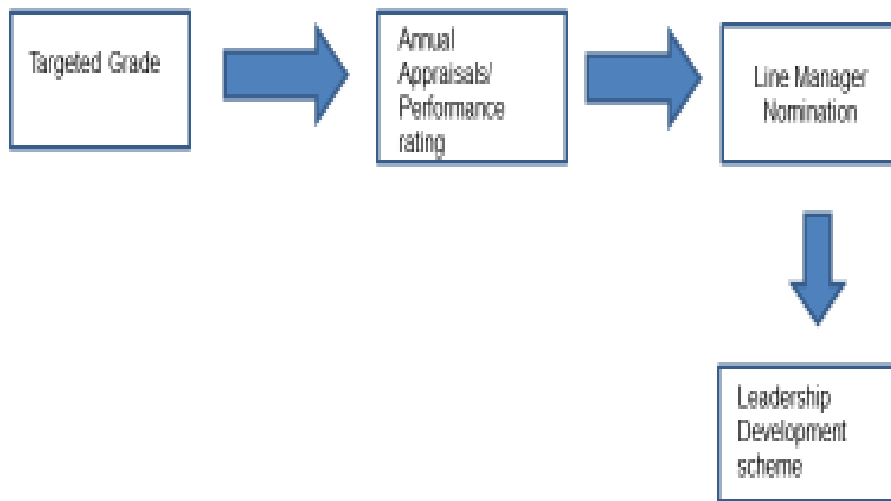 Targeted Grade
Annual
Appraisals/
Performance
rating
Line Manager
Nomination
Leadership
Development
scheme